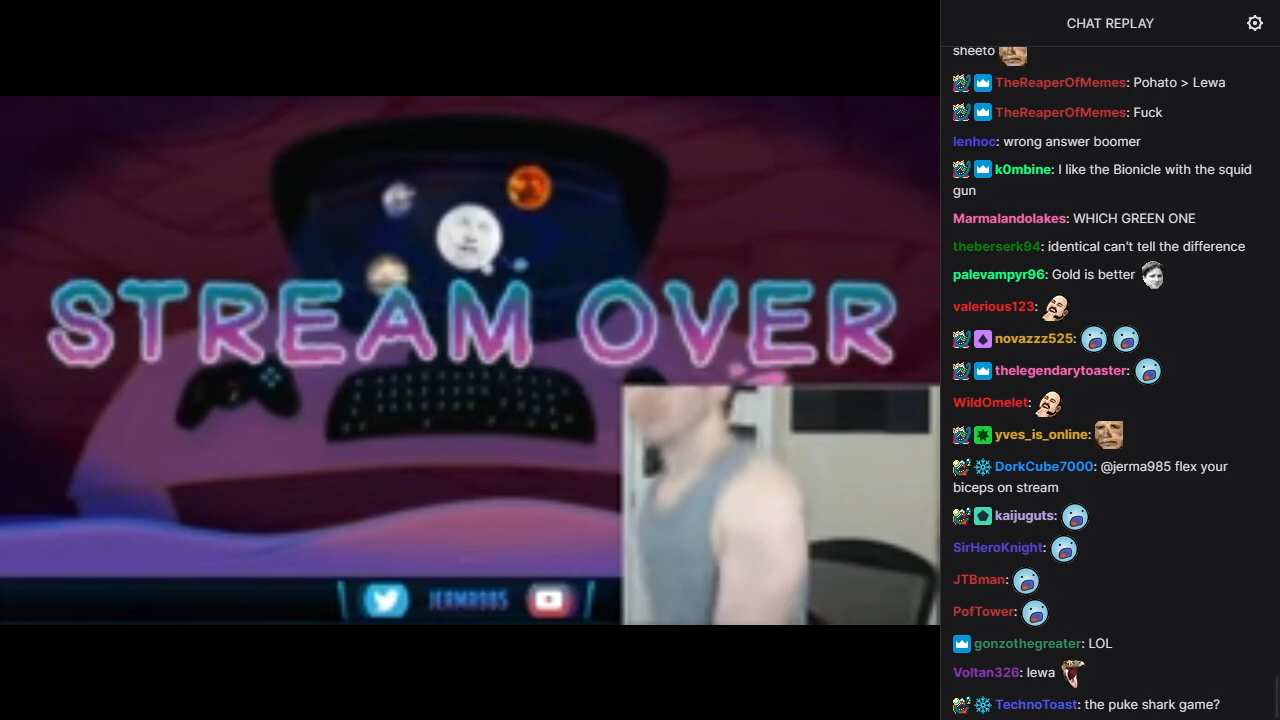 CHAT REPLAY
sheeto
TheReaperOfMemes: Pohato > Lewa
TheReaperOfMemes: Fuck
lenhoc: wrong answer boomer
k0mbine: I like the Bionicle with the squid
gun
Marmalandolakes: WHICH GREEN ONE
theberserk94: identical can't tell the difference
palevampyr96: Gold is better
valerious123:
STREAM OVER
novazzz525:
thelegendarytoaster:
WildOmelet:
yves_is_online:
DorkCube7000: @jerma985 flex your
biceps on stream
kaijuguts:
SirHeroKnight:
JTBman:
JERMA985
PofTower:
gonzothegreater: LOL
Voltan326: lewa
TechnoToast: the puke shark game?